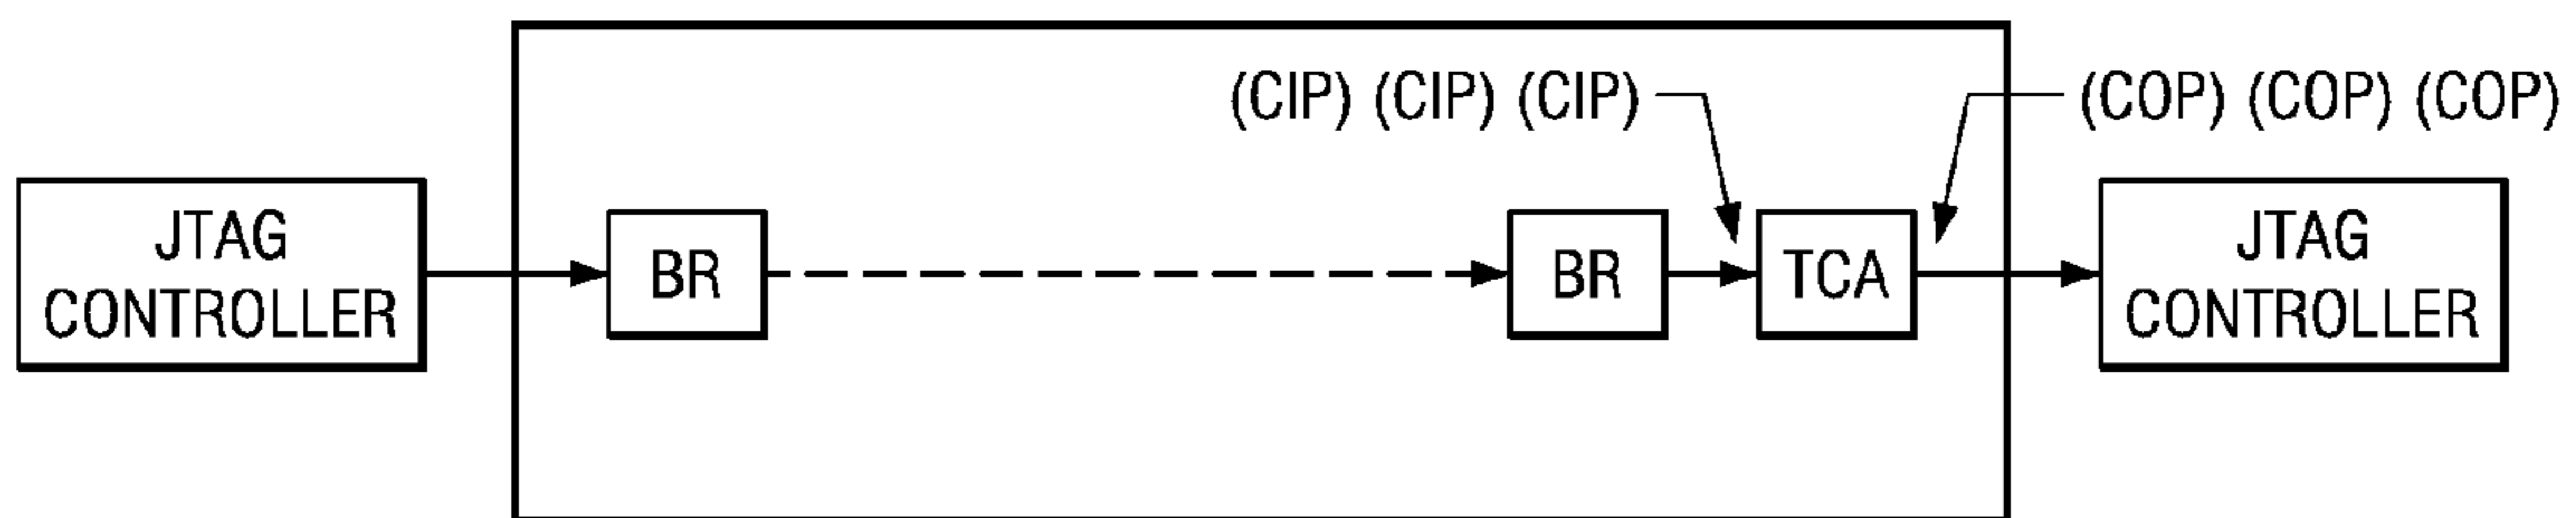 (CIP) (CIP) (CIP)
(COP) (COP) (COP)
JTAG
CONTROLLER
BR
BR
TCA
JTAG
CONTROLLER